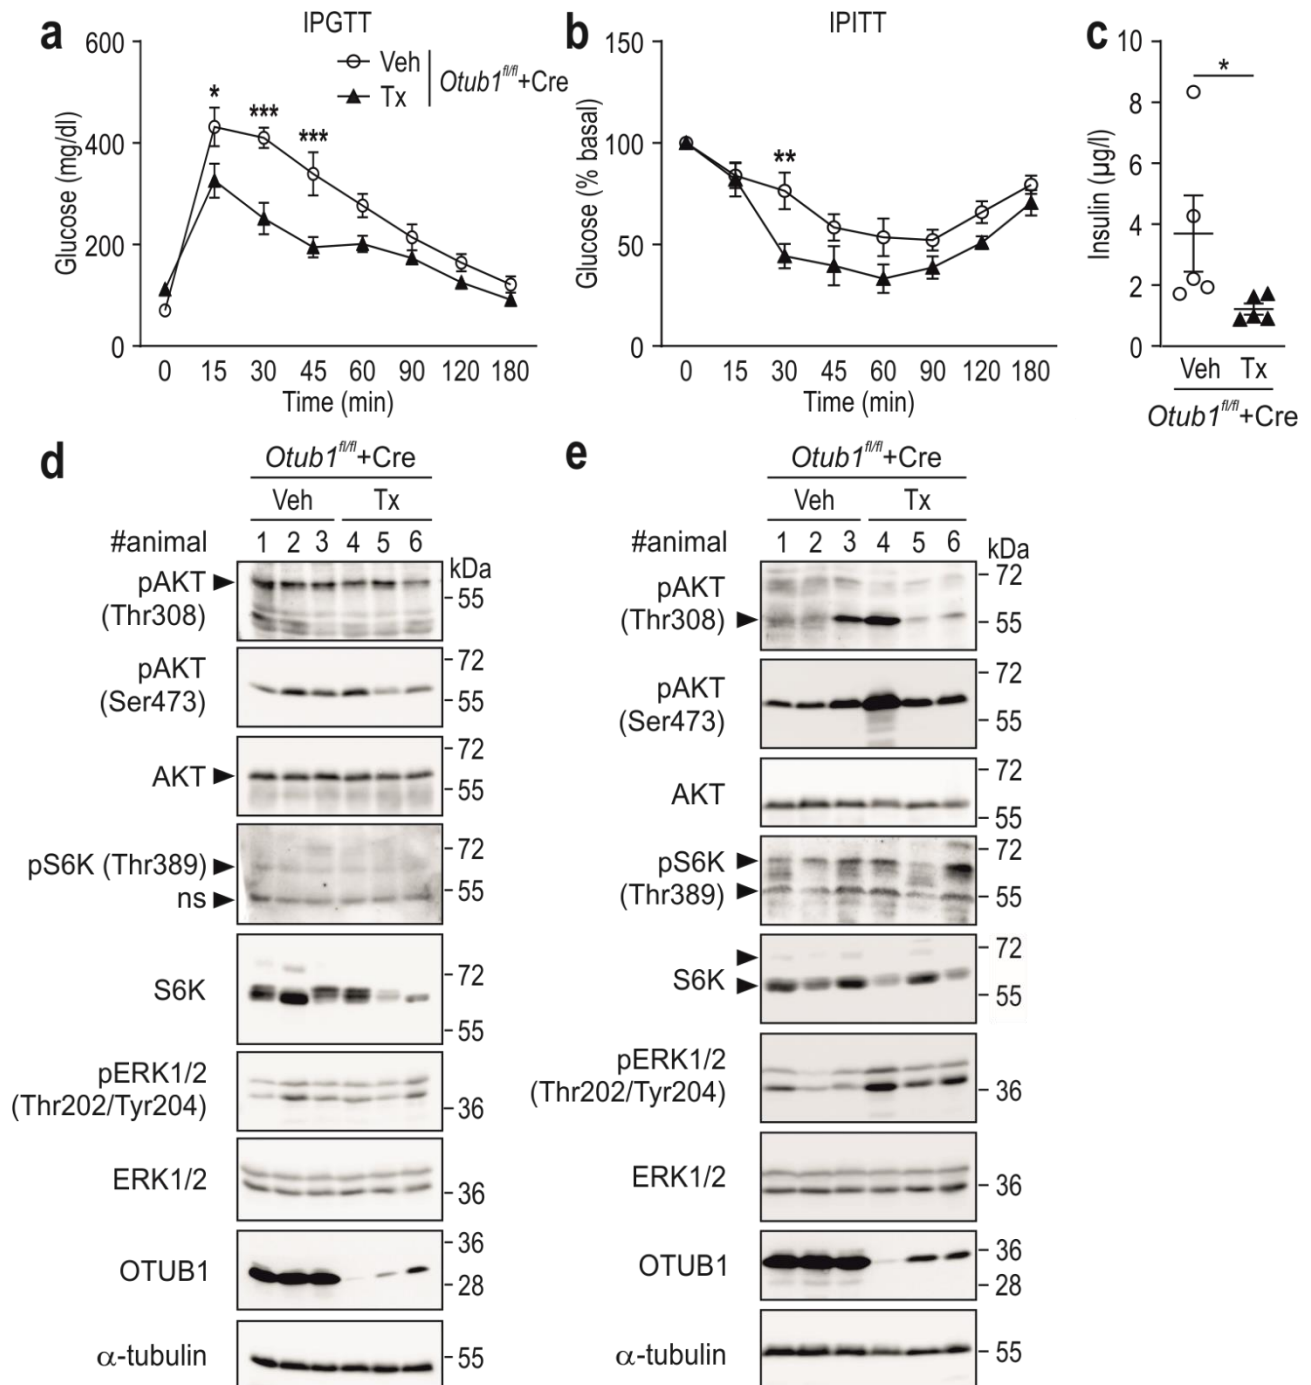 a
IPGTT
600
400
200
0
Glucose (mg/dl)
Veh
Tx
Otub1fl/fl+Cre
*
***
***
0 15 30 45 60 90 120 180
Time (min)
b
IPITT
150
100
50
0
Glucose (% basal)
**
0 15 30 45 60 90 120 180
Time (min)
c
10
8
6
4
2
0
Insulin (µg/l)
*
Veh Tx
Otub1fl/fl+Cre
d
Otub1fl/fl+Cre
Veh Tx
#animal 1 2 3 4 5 6
kDa
pAKT
(Thr308)
55
pAKT
(Ser473)
72
55
AKT
72
55
pS6K (Thr389)
ns
72
55
S6K
72
55
pERK1/2
(Thr202/Tyr204)
36
ERK1/2
36
OTUB1
36
28
α-tubulin
55
e
Otub1fl/fl+Cre
Veh Tx
#animal 1 2 3 4 5 6
kDa
pAKT
(Thr308)
72
55
pAKT
(Ser473)
72
55
AKT
72
55
pS6K
(Thr389)
72
55
S6K
72
55
pERK1/2
(Thr202/Tyr204)
36
ERK1/2
36
OTUB1
36
28
α-tubulin
55